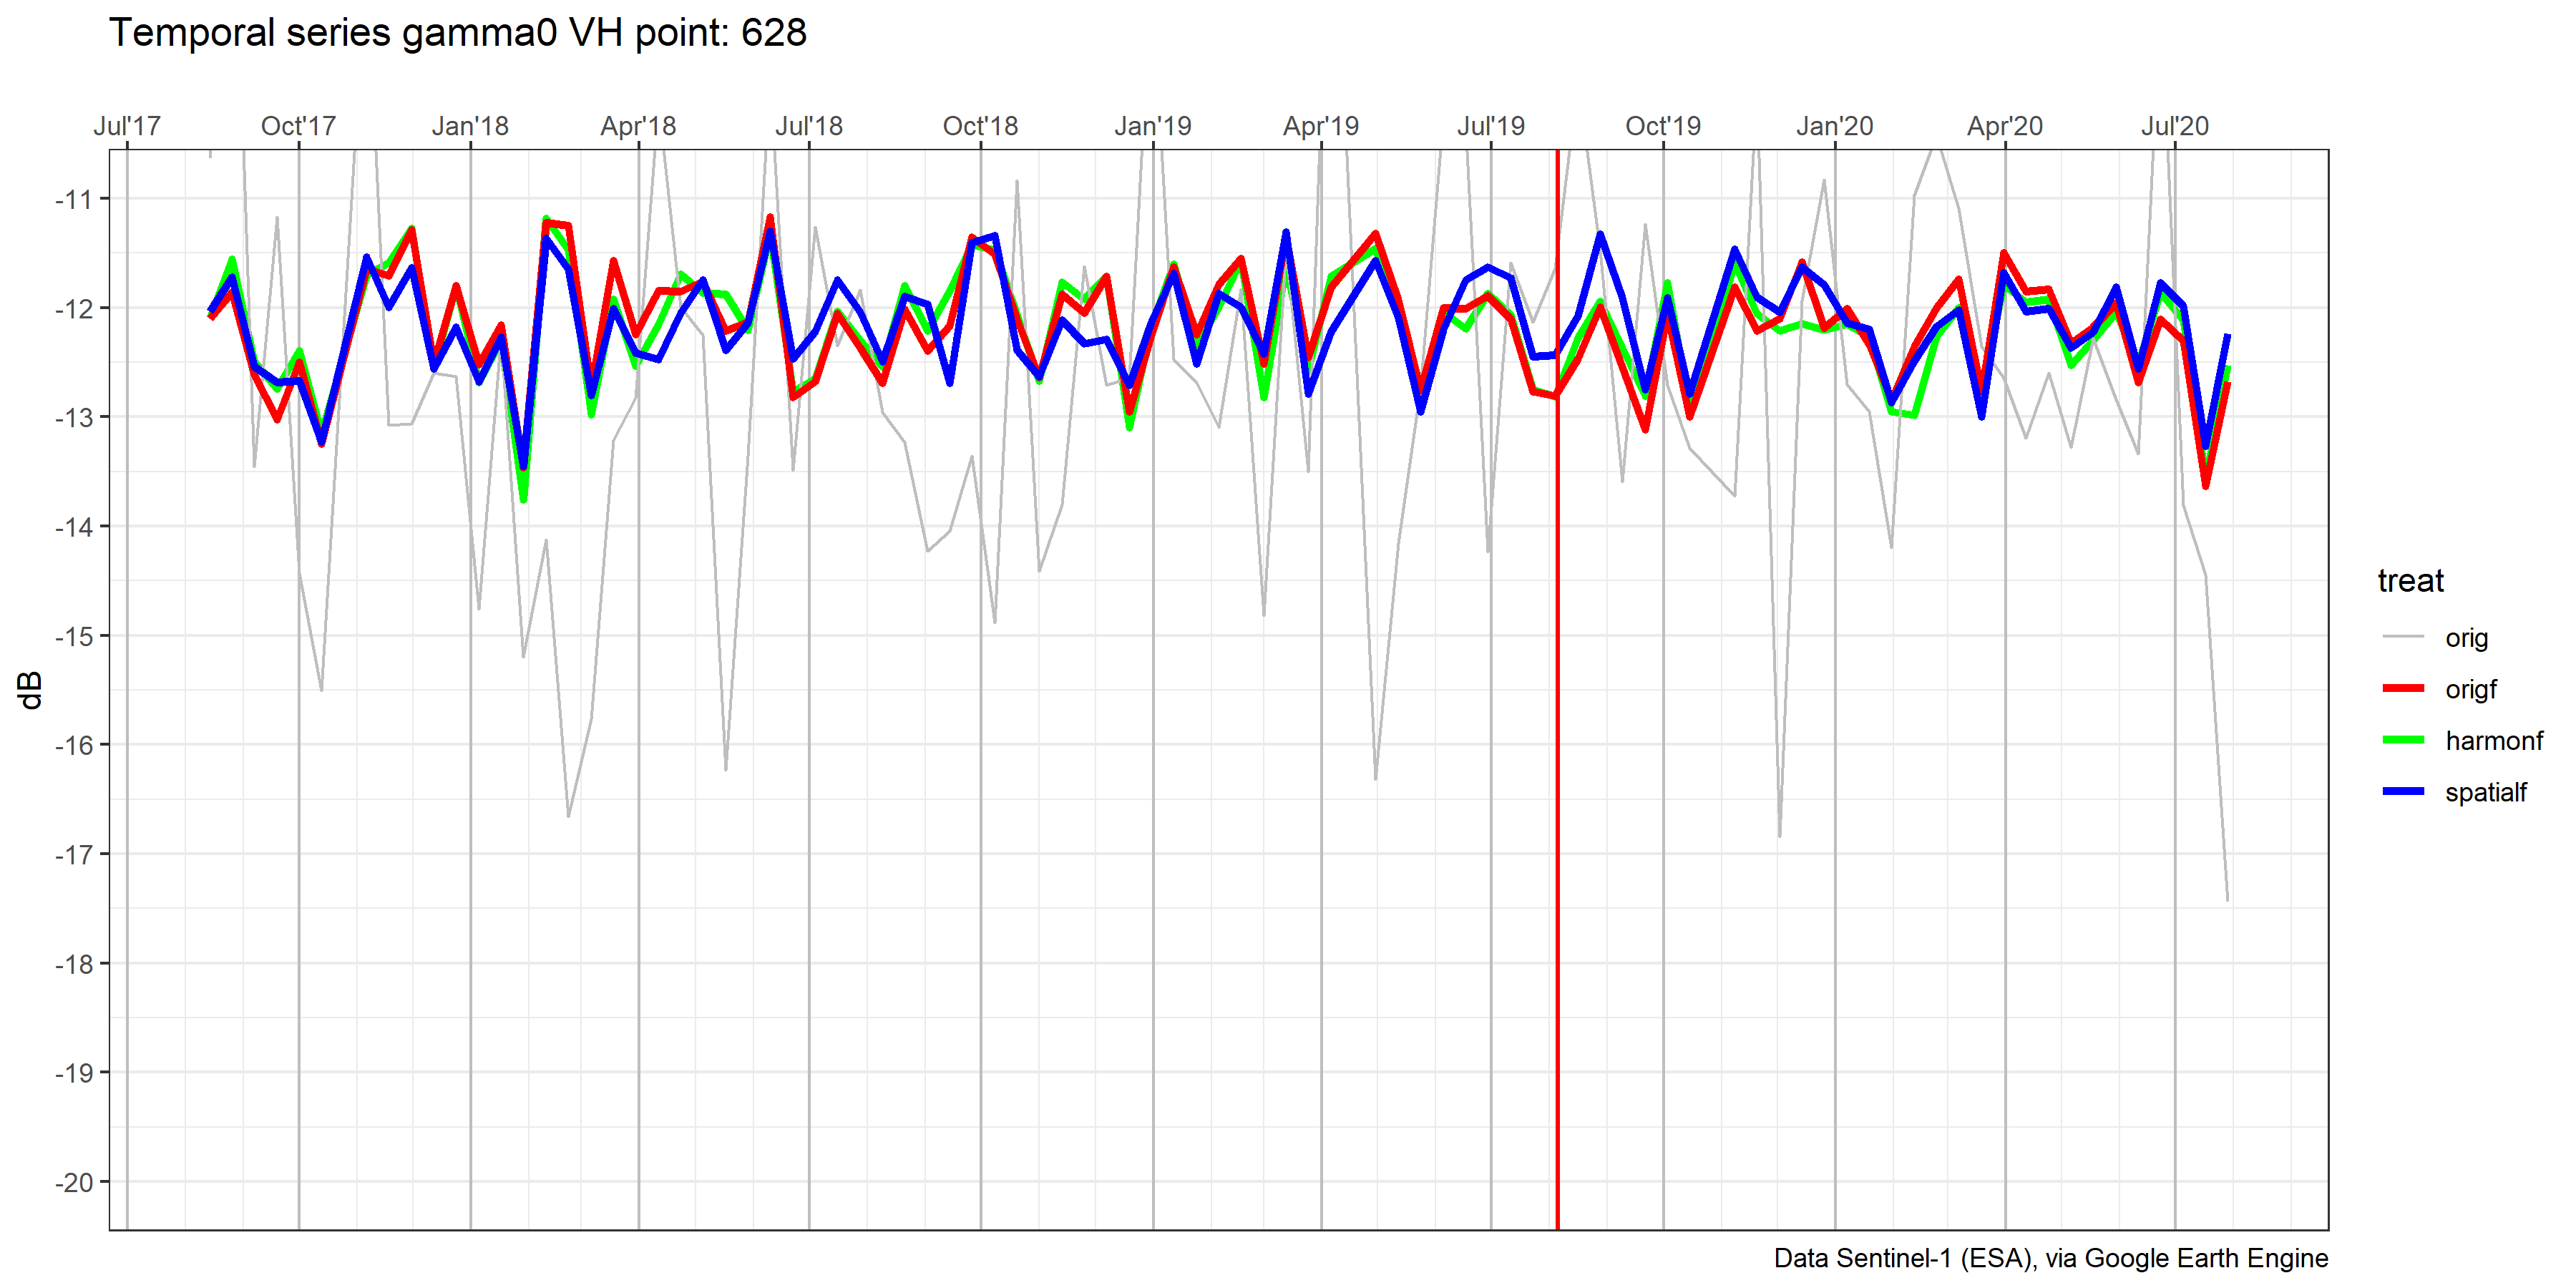 Temporal series gamma0 VH point: 628
Jul'17 Oct'17 Jan'18 Apr'18 Jul'18 Oct'18 Jan'19 Apr'19 Jul'19 Oct'19 Jan'20 Apr'20 Jul'20
-11
-12
-13
-14
-15
-16
-17
-18
-19
-20
dB
treat
orig
origf
harmonf
spatialf
Data Sentinel-1 (ESA), via Google Earth Engine